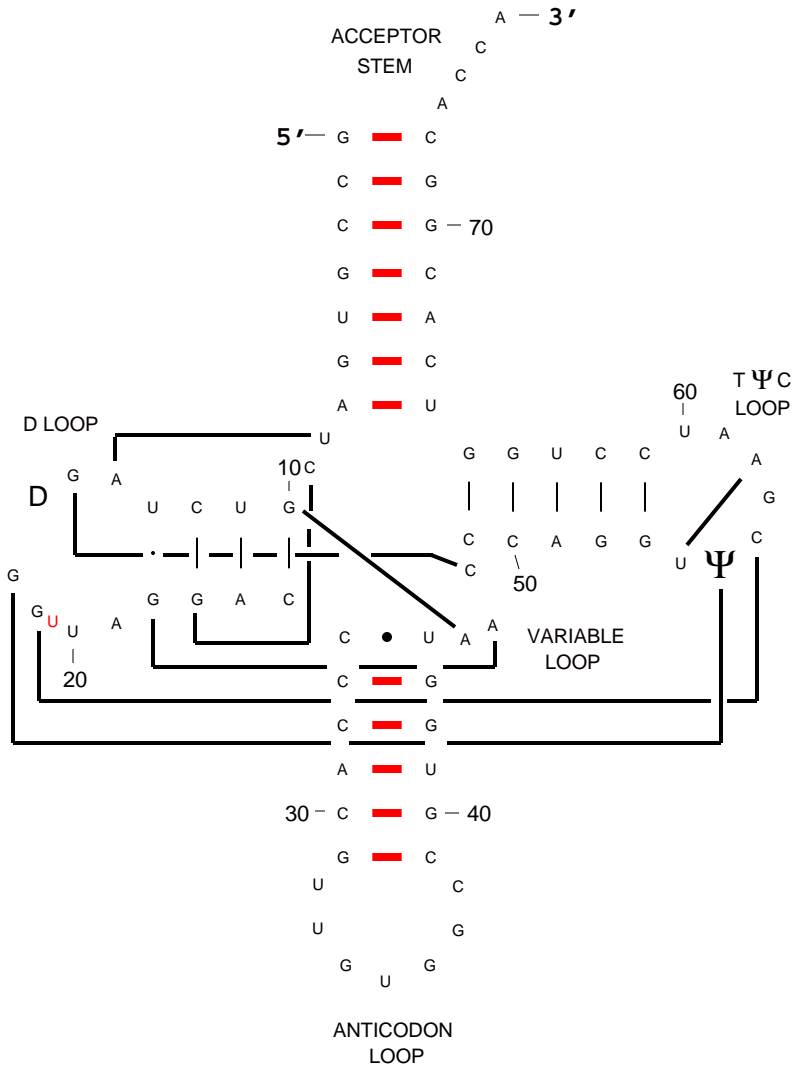 A — 3′
ACCEPTOR
STEM
C
C
A
5′ — G C
C G
C G — 70
G C
U A
G C
A U
T Ψ C
LOOP
60
D LOOP
U
U A
G G U C C
A
G A
10 C
D
G
U C U G
C C A G G U Ψ C
C
50
G
G A G A C
G U U A
20
C • U A A
VARIABLE
LOOP
C G
C G
A U
30 — C G — 40
G C
U C
U G
G G
U
ANTICODON
LOOP